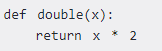 def double(x):
    return x * 2